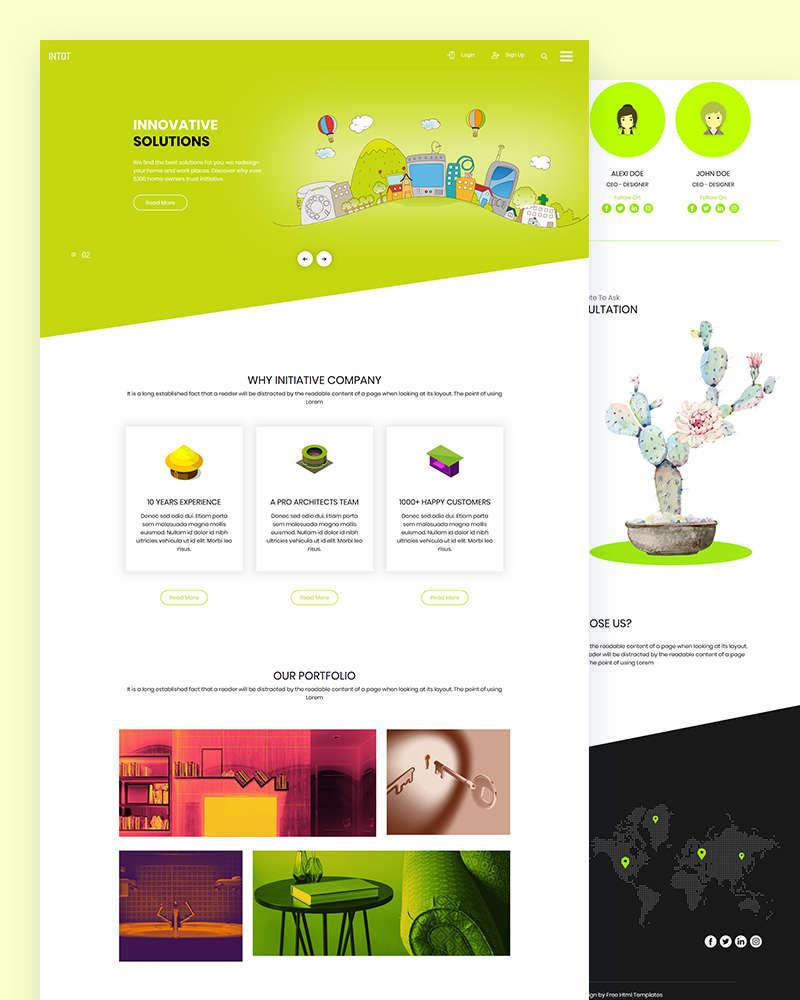 INTOT
Login
Sign Up
INNOVATIVE
SOLUTIONS
We find the best solutions for you, we redesign
your home and work places. Discover why over
5,100 home owners trust initiative
Read More
02
WHY INITIATIVE COMPANY
It is a long established fact that a reader will be distracted by the readable content of a page when looking at its layout. The point of using
Lorem
10 YEARS EXPERIENCE
Donec sed odio dui. Etiam porta
sem malesuada magna mollis
euismod. Nullam id dolor id nibh
ultricies vehicula ut id elit. Morbi leo
risus.
Read More
A PRO ARCHITECTS TEAM
Donec sed odio dui. Etiam porta
sem malesuada magna mollis
euismod. Nullam id dolor id nibh
ultricies vehicula ut id elit. Morbi leo
risus.
Read More
1000+ HAPPY CUSTOMERS
Donec sed odio dui. Etiam porta
sem malesuada magna mollis
euismod. Nullam id dolor id nibh
ultricies vehicula ut id elit. Morbi leo
risus.
Read More
OUR PORTFOLIO
It is a long established fact that a reader will be distracted by the readable content of a page when looking at its layout. The point of using
Lorem
ALEXI DOE
CEO - DESIGNER
Follow On
JOHN DOE
CEO - DESIGNER
Follow On
To Ask
ULTATION
OSE US?
the readable content of a page when looking at its layout.
ader will be distracted by the readable content of a page
The point of using Lorem
ign by Free Html Templates